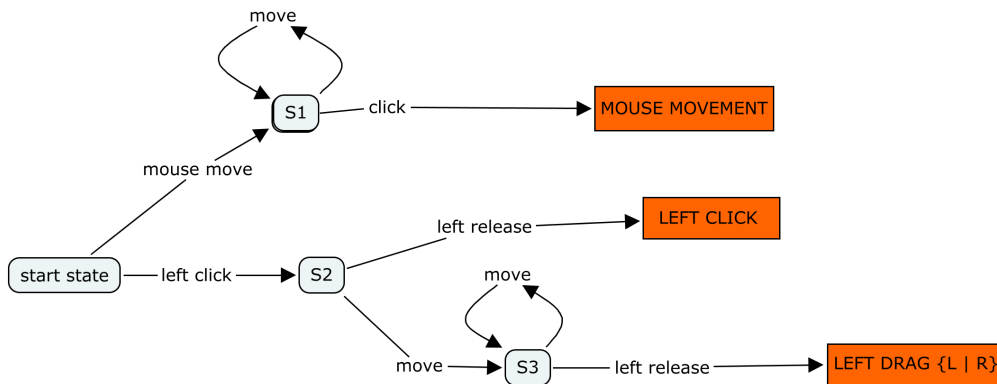 move
S1
click
MOUSE MOVEMENT
mouse move
left release
LEFT CLICK
start state
left click
S2
move
move
S3
left release
LEFT DRAG {L | R}